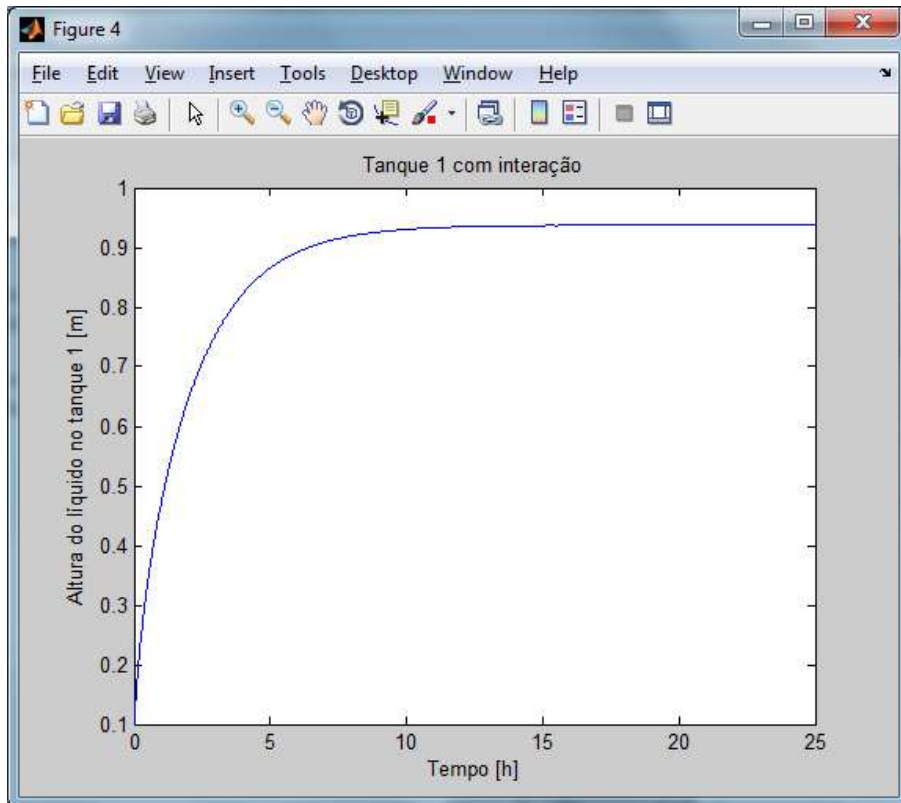 Figure 4
File Edit View Insert Tools Desktop Window Help
Tanque 1 com interação
Altura do líquido no tanque 1 [m]
1
0.9
0.8
0.7
0.6
0.5
0.4
0.3
0.2
0.1
0 5 10 15 20 25
Tempo [h]